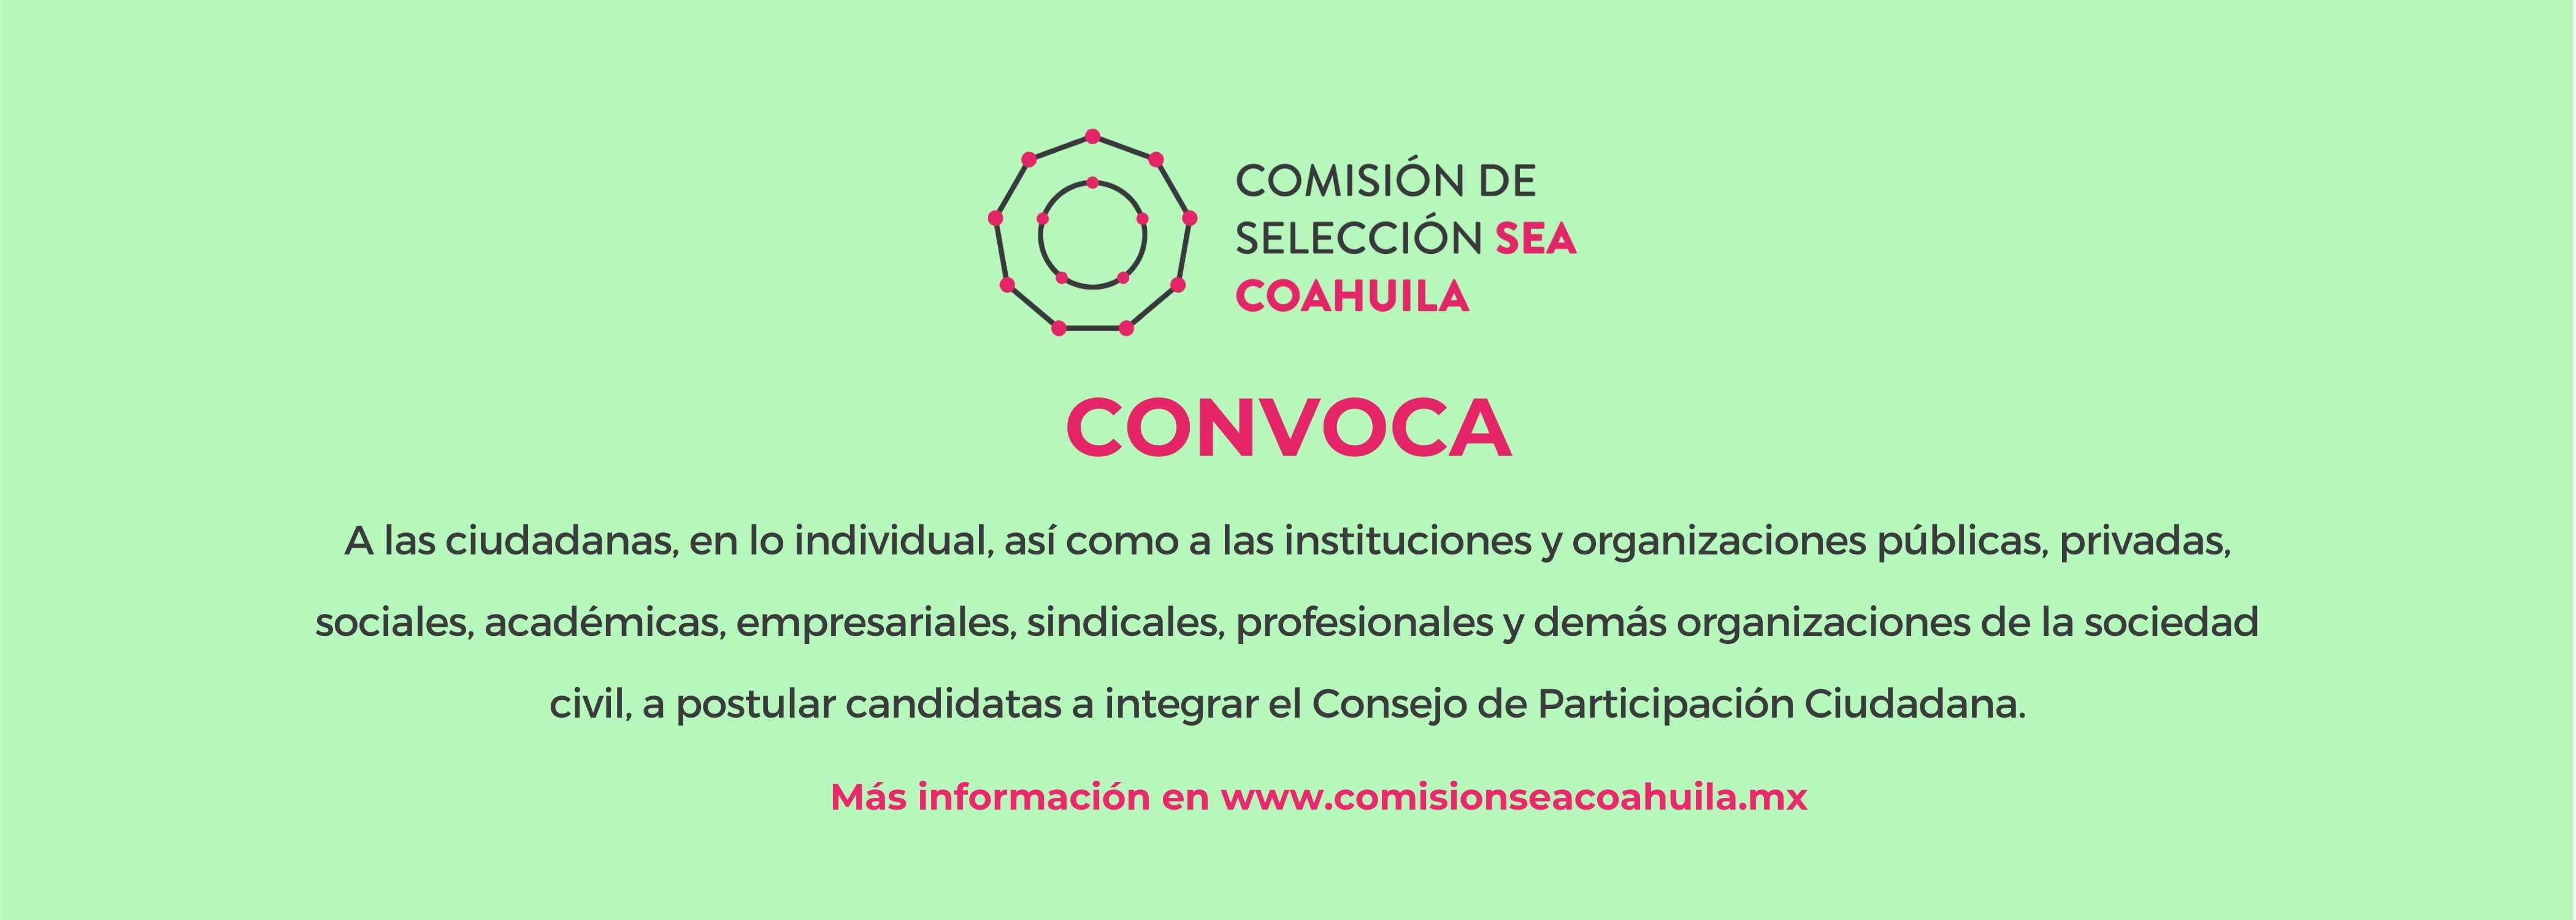 COMISIÓN DE
SELECCIÓN SEA
COAHUILA
CONVOCA
A las ciudadanas, en lo individual, así como a las instituciones y organizaciones públicas, privadas,
sociales, académicas, empresariales, sindicales, profesionales y demás organizaciones de la sociedad
civil, a postular candidatas a integrar el Consejo de Participación Ciudadana.
Más información en www.comisionseacoahuila.mx